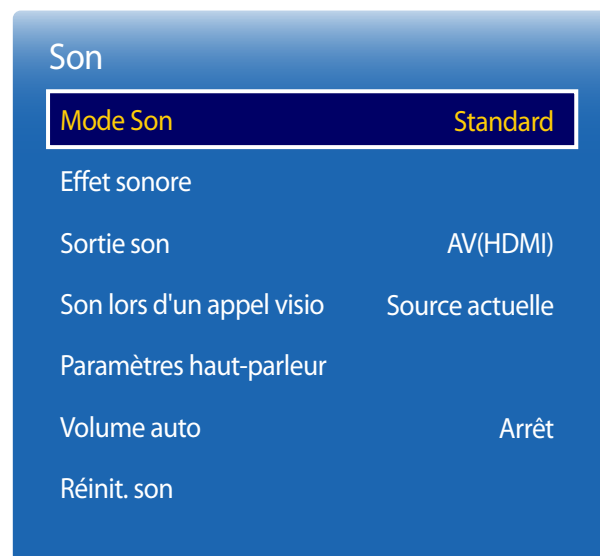 Son
Mode Son Standard
Effet sonore
Sortie son AV(HDMI)
Son lors d'un appel visio Source actuelle
Paramètres haut-parleur
Volume auto Arrêt
Réinit. son